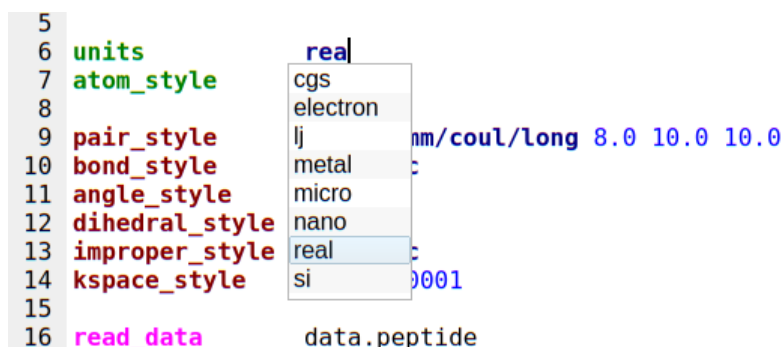 5
6 units rea
7 atom_style
cgs
8
electron
9 pair_style
lj
mm/coul/long 8.0 10.0 10.0
10 bond_style
metal
c
11 angle_style
micro
12 dihedral_style
nano
13 improper_style
real
c
14 kspace_style
si
0001
15
16 read_data data.peptide